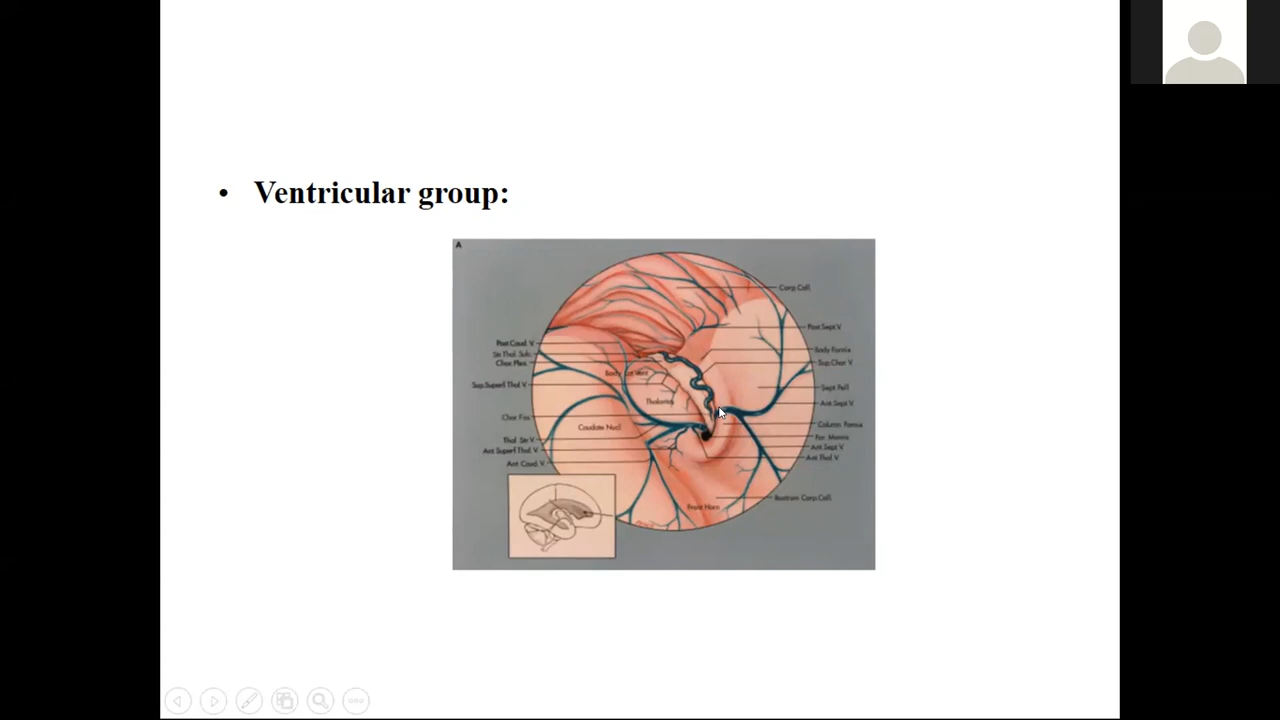 • Ventricular group:
A
Corp. Call.
Post. Sept. V.
Body Fornix
Sup. Chor. V.
Sept. Pell.
Ant. Sept. V.
Column Fornix
For. Monro
Ant. Sept. V.
Ant. Thal. V.
Rostrum Corp. Call.
Post. Caud. V.
Str. Thal. Sulc.
Chor. Plex.
Sup. Superf. Thal. V.
Chor. Fiss.
Thal. Str. V.
Ant. Superf. Thal. V.
Ant. Caud. V.
Body Lat. Vent.
Thalamus
Caudate Nucl.
Front. Horn